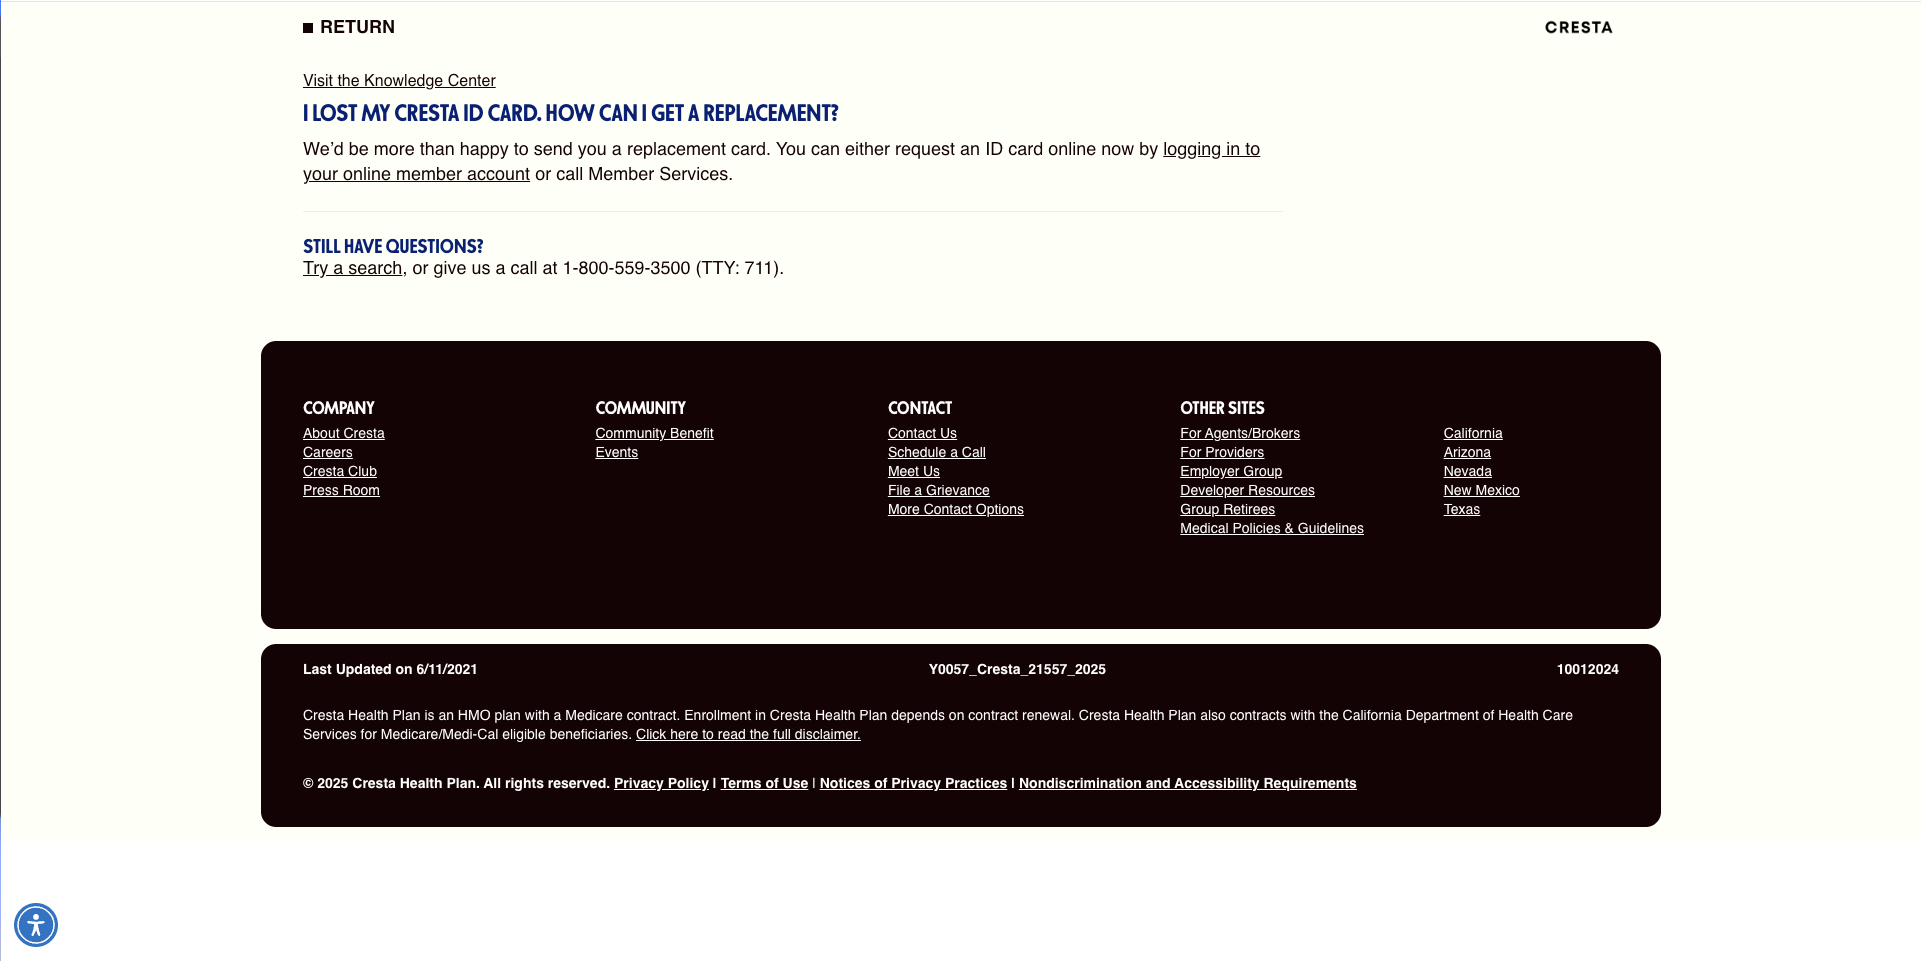 RETURN
CRESTA
Visit the Knowledge Center
I LOST MY CRESTA ID CARD. HOW CAN I GET A REPLACEMENT?
We’d be more than happy to send you a replacement card. You can either request an ID card online now by logging in to
your online member account or call Member Services.
STILL HAVE QUESTIONS?
Try a search, or give us a call at 1-800-559-3500 (TTY: 711).
COMPANY
About Cresta
Careers
Cresta Club
Press Room
COMMUNITY
Community Benefit
Events
CONTACT
Contact Us
Schedule a Call
Meet Us
File a Grievance
More Contact Options
OTHER SITES
For Agents/Brokers
For Providers
Employer Group
Developer Resources
Group Retirees
Medical Policies & Guidelines
California
Arizona
Nevada
New Mexico
Texas
Last Updated on 6/11/2021
Y0057_Cresta_21557_2025
10012024
Cresta Health Plan is an HMO plan with a Medicare contract. Enrollment in Cresta Health Plan depends on contract renewal. Cresta Health Plan also contracts with the California Department of Health Care
Services for Medicare/Medi-Cal eligible beneficiaries. Click here to read the full disclaimer.
© 2025 Cresta Health Plan. All rights reserved. Privacy Policy | Terms of Use | Notices of Privacy Practices | Nondiscrimination and Accessibility Requirements